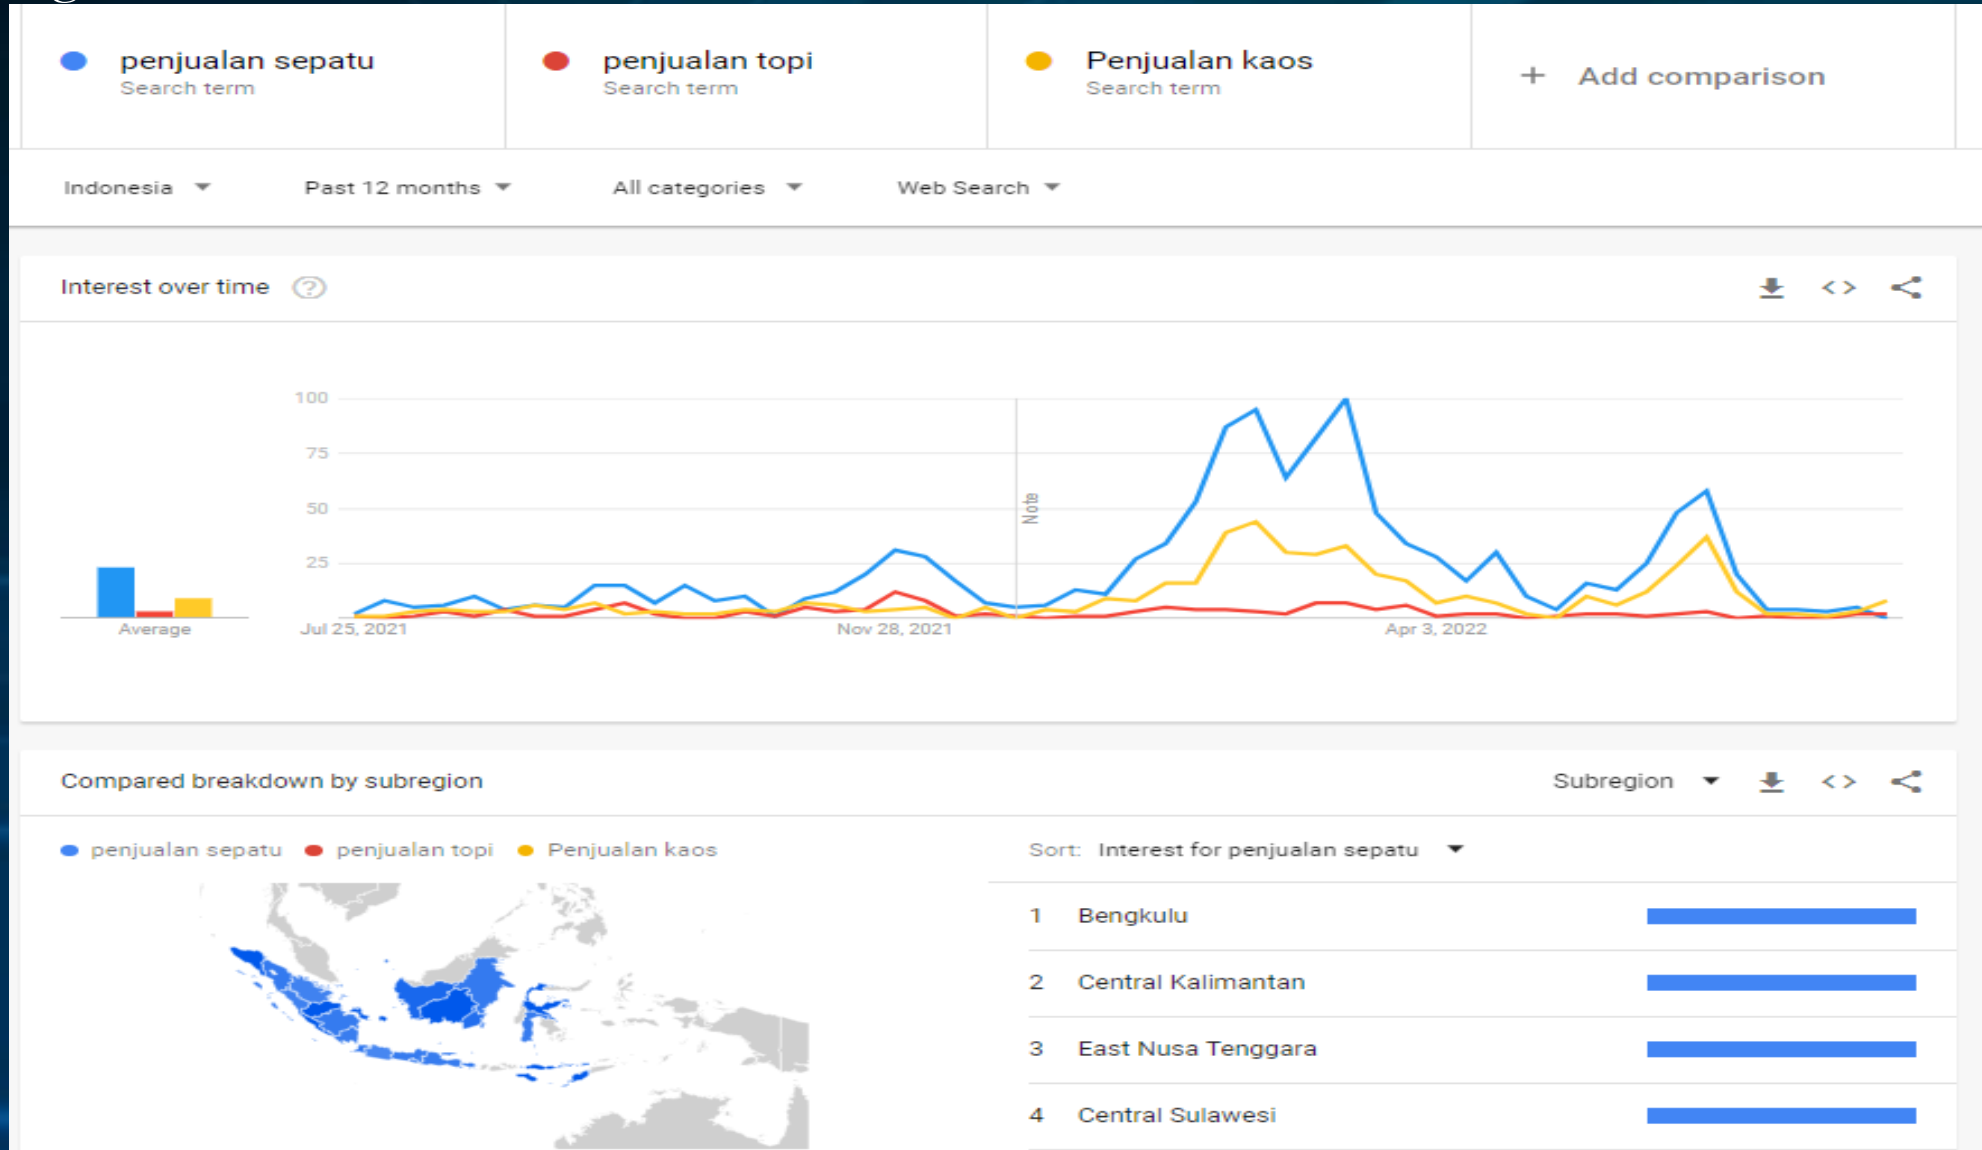 penjualan sepatu
Search term
penjualan topi
Search term
Penjualan kaos
Search term
+ Add comparison
Indonesia
Past 12 months
All categories
Web Search
Interest over time
100
75
50
25
Note
Average
Jul 25, 2021
Nov 28, 2021
Apr 3, 2022
Compared breakdown by subregion
Subregion
penjualan sepatu
penjualan topi
Penjualan kaos
Sort: Interest for penjualan sepatu
1 Bengkulu
2 Central Kalimantan
3 East Nusa Tenggara
4 Central Sulawesi